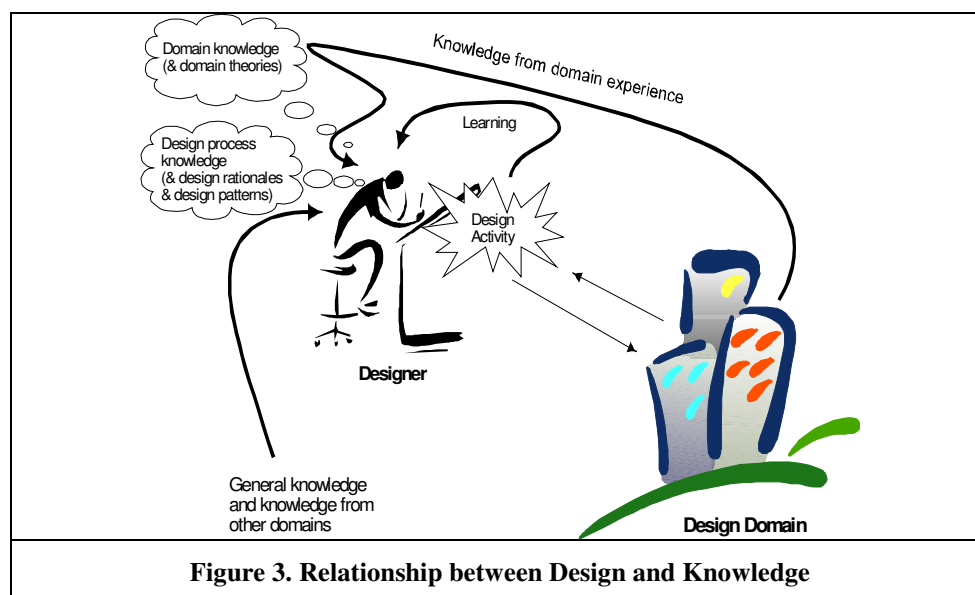 Domain knowledge
(& domain theories)
Knowledge from domain experience
Learning
Design process
knowledge
(& design rationales
& design patterns)
Design
Activity
Designer
General knowledge
and knowledge from
other domains
Design Domain
Figure 3. Relationship between Design and Knowledge